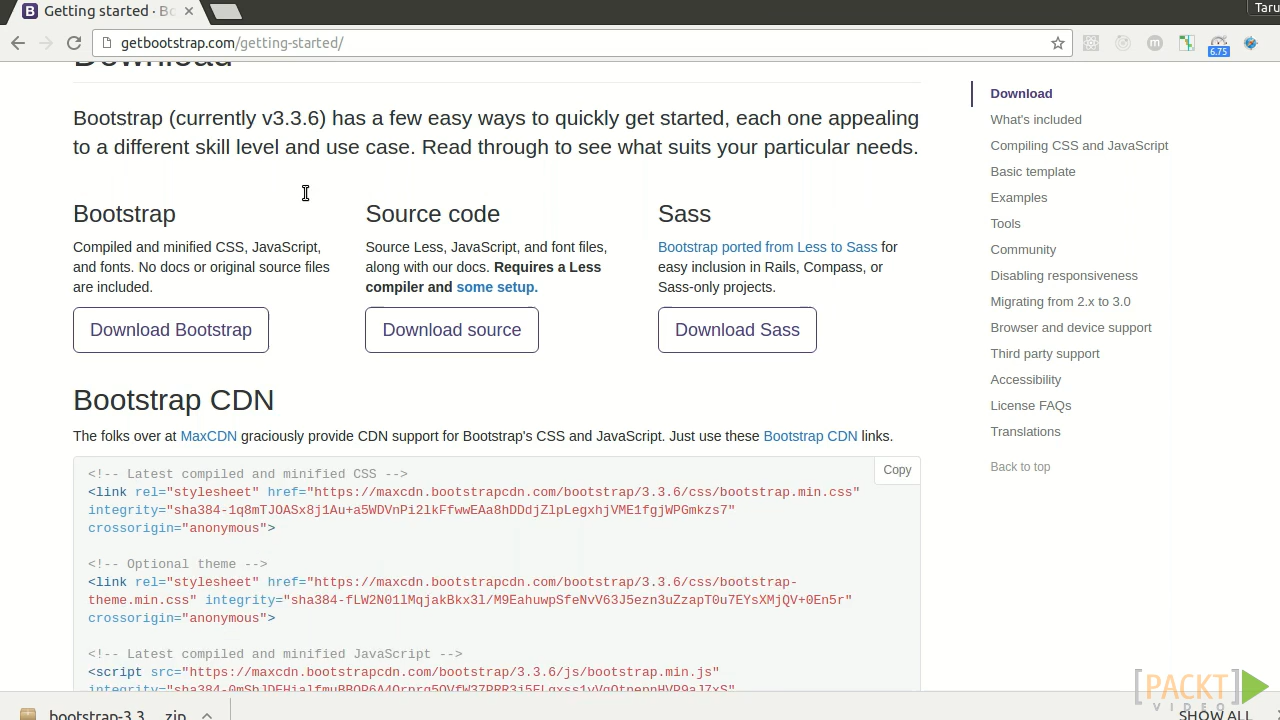 Getting started · Bo
Taru
getbootstrap.com/getting-started/
6.75
Download
Bootstrap (currently v3.3.6) has a few easy ways to quickly get started, each one appealing
to a different skill level and use case. Read through to see what suits your particular needs.
Bootstrap
Compiled and minified CSS, JavaScript,
and fonts. No docs or original source files
are included.
Download Bootstrap
Source code
Source Less, JavaScript, and font files,
along with our docs. Requires a Less
compiler and some setup.
Download source
Sass
Bootstrap ported from Less to Sass for
easy inclusion in Rails, Compass, or
Sass-only projects.
Download Sass
Bootstrap CDN
The folks over at MaxCDN graciously provide CDN support for Bootstrap's CSS and JavaScript. Just use these Bootstrap CDN links.
Copy
<!-- Latest compiled and minified CSS -->
<link rel="stylesheet" href="https://maxcdn.bootstrapcdn.com/bootstrap/3.3.6/css/bootstrap.min.css"
integrity="sha384-1q8mTJOASx8j1Au+a5WDVnPi2lkFfwwEAa8hDDdjZlpLegxhjVME1fgjWPGmkzs7"
crossorigin="anonymous">
<!-- Optional theme -->
<link rel="stylesheet" href="https://maxcdn.bootstrapcdn.com/bootstrap/3.3.6/css/bootstrap-
theme.min.css" integrity="sha384-fLW2N01lMqjakBkx3l/M9EahuwpSfeNvV63J5ezn3uZzapT0u7EYsXMjQV+0En5r"
crossorigin="anonymous">
<!-- Latest compiled and minified JavaScript -->
<script src="https://maxcdn.bootstrapcdn.com/bootstrap/3.3.6/js/bootstrap.min.js"
Download
What's included
Compiling CSS and JavaScript
Basic template
Examples
Tools
Community
Disabling responsiveness
Migrating from 2.x to 3.0
Browser and device support
Third party support
Accessibility
License FAQs
Translations
Back to top
[PACKT]
VIDEO
bootstrap-3.3....zip
SHOW ALL